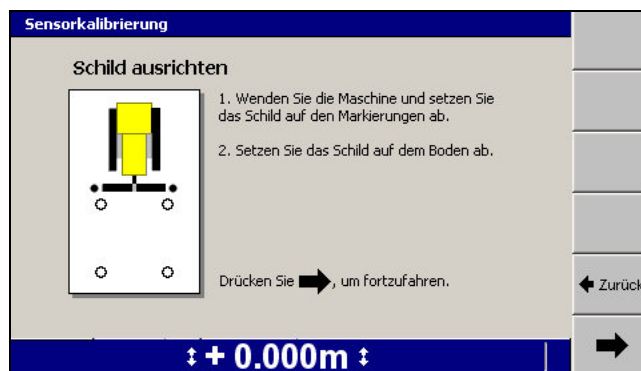 Sensorkalibrierung
Schild ausrichten
1. Wenden Sie die Maschine und setzen Sie
das Schild auf den Markierungen ab.
2. Setzen Sie das Schild auf dem Boden ab.
Drücken Sie , um fortzufahren.
Zurück
+ 0.000m